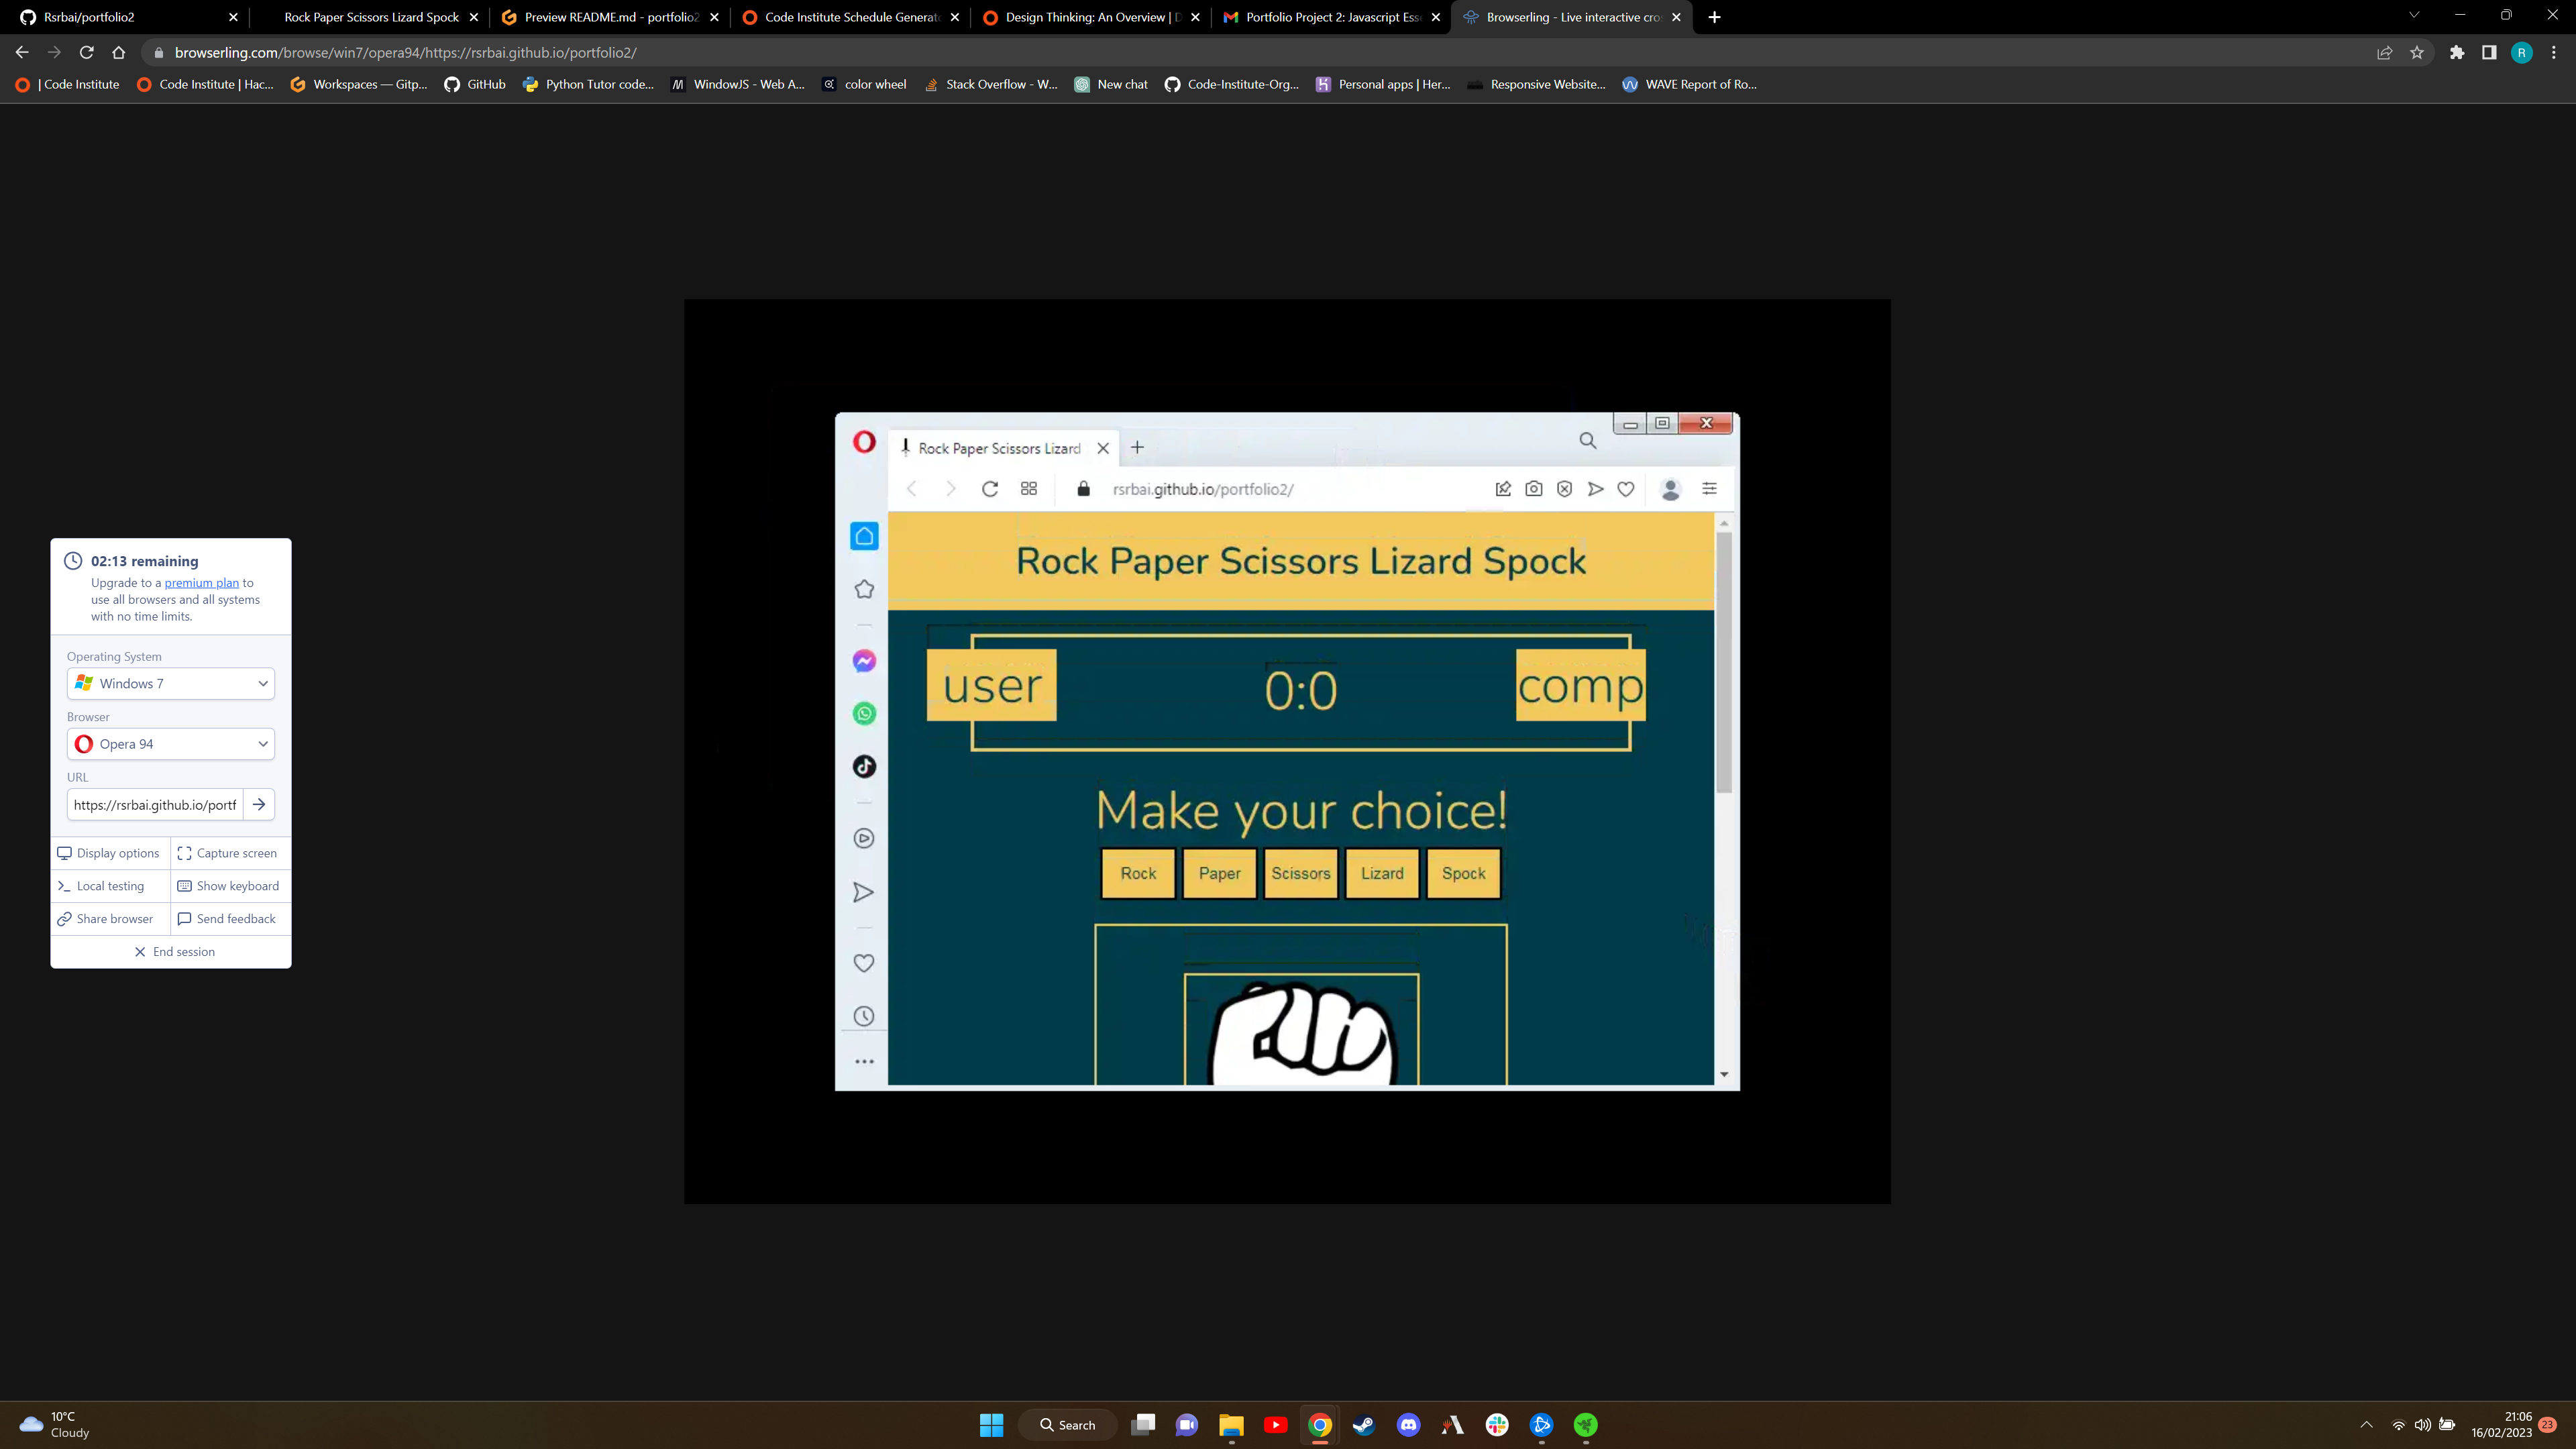 Rsrbai/portfolio2
Rock Paper Scissors Lizard Spock
Preview README.md - portfolio2
Code Institute Schedule Generato
Design Thinking: An Overview | D
Portfolio Project 2: Javascript Esse
Browserling - Live interactive cros
browserling.com/browse/win7/opera94/https://rsrbai.github.io/portfolio2/
R
| Code Institute
Code Institute | Hac...
Workspaces — Gitp...
GitHub
Python Tutor code...
WindowJS - Web A...
color wheel
Stack Overflow - W...
New chat
Code-Institute-Org...
Personal apps | Her...
Responsive Website...
WAVE Report of Ro...
Rock Paper Scissors Lizard
rsrbai.github.io/portfolio2/
Rock Paper Scissors Lizard Spock
user
0:0
comp
Make your choice!
Rock
Paper
Scissors
Lizard
Spock
02:13 remaining
Upgrade to a premium plan to
use all browsers and all systems
with no time limits.
Operating System
Windows 7
Browser
Opera 94
URL
https://rsrbai.github.io/portf
Display options
Capture screen
Local testing
Show keyboard
Share browser
Send feedback
End session
10°C
Cloudy
Search
21:06
16/02/2023
23